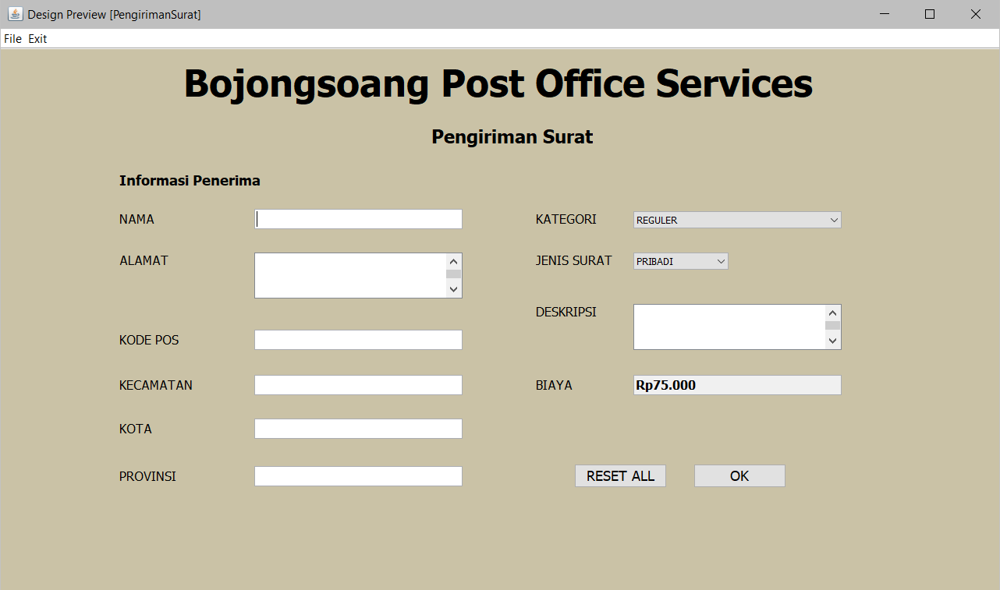 Design Preview [PengirimanSurat]
File Exit
Bojongsoang Post Office Services
Pengiriman Surat
Informasi Penerima
NAMA
ALAMAT
KODE POS
KECAMATAN
KOTA
PROVINSI
KATEGORI REGULER
JENIS SURAT PRIBADI
DESKRIPSI
BIAYA Rp75.000
RESET ALL OK